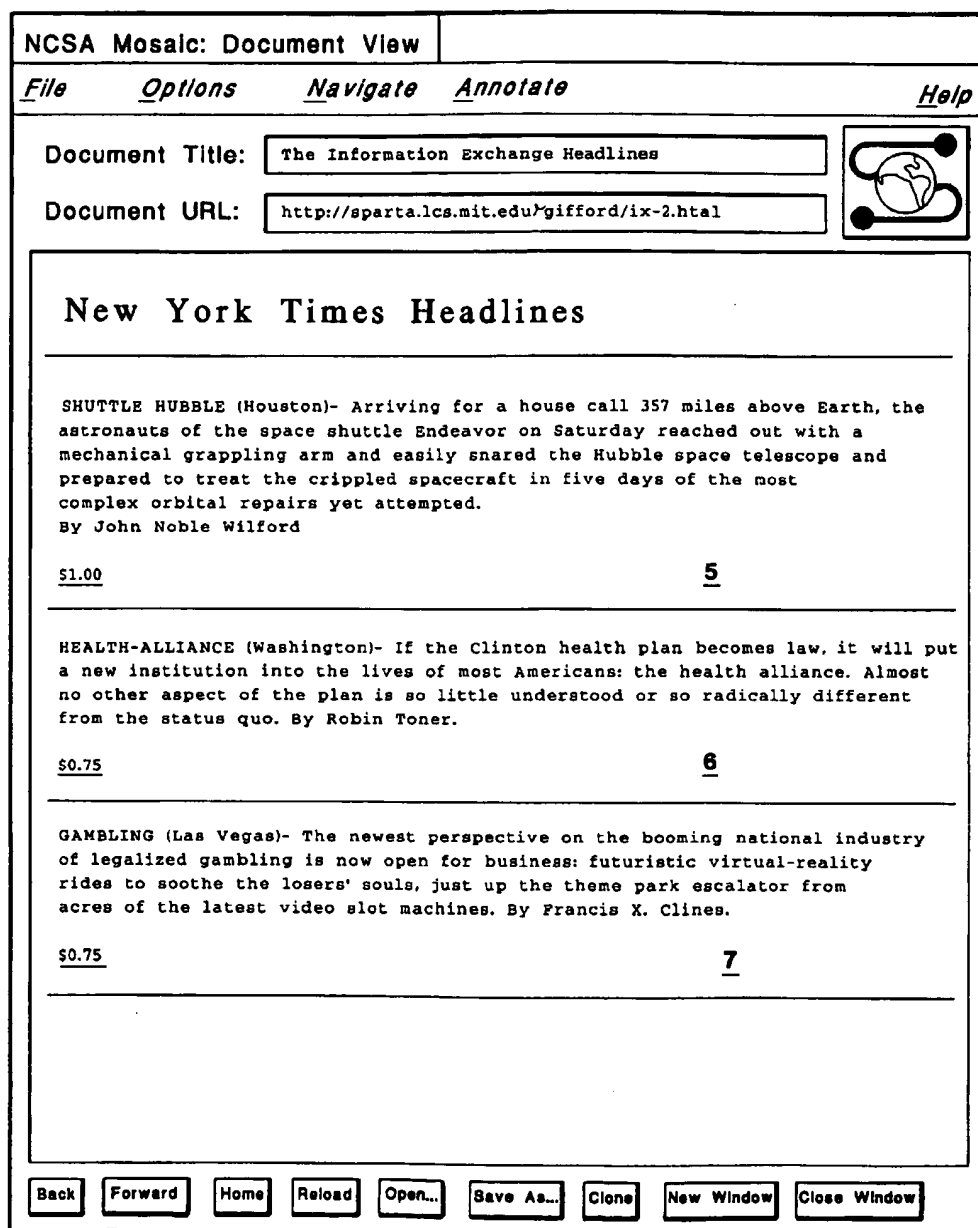 NCSA Mosaic: Document View
File Options Navigate Annotate Help
Document Title: The Information Exchange Headlines
Document URL: http://sparta.lcs.mit.edu/~gifford/ix-2.htal
New York Times Headlines
SHUTTLE HUBBLE (Houston)- Arriving for a house call 357 miles above Earth, the
astronauts of the space shuttle Endeavor on Saturday reached out with a
mechanical grappling arm and easily snared the Hubble space telescope and
prepared to treat the crippled spacecraft in five days of the most
complex orbital repairs yet attempted.
By John Noble Wilford
$1.00 5
HEALTH-ALLIANCE (Washington)- If the Clinton health plan becomes law, it will put
a new institution into the lives of most Americans: the health alliance. Almost
no other aspect of the plan is so little understood or so radically different
from the status quo. By Robin Toner.
$0.75 6
GAMBLING (Las Vegas)- The newest perspective on the booming national industry
of legalized gambling is now open for business: futuristic virtual-reality
rides to soothe the losers' souls, just up the theme park escalator from
acres of the latest video slot machines. By Francis X. Clines.
$0.75 7
Back Forward Home Reload Open... Save As... Clone New Window Close Window